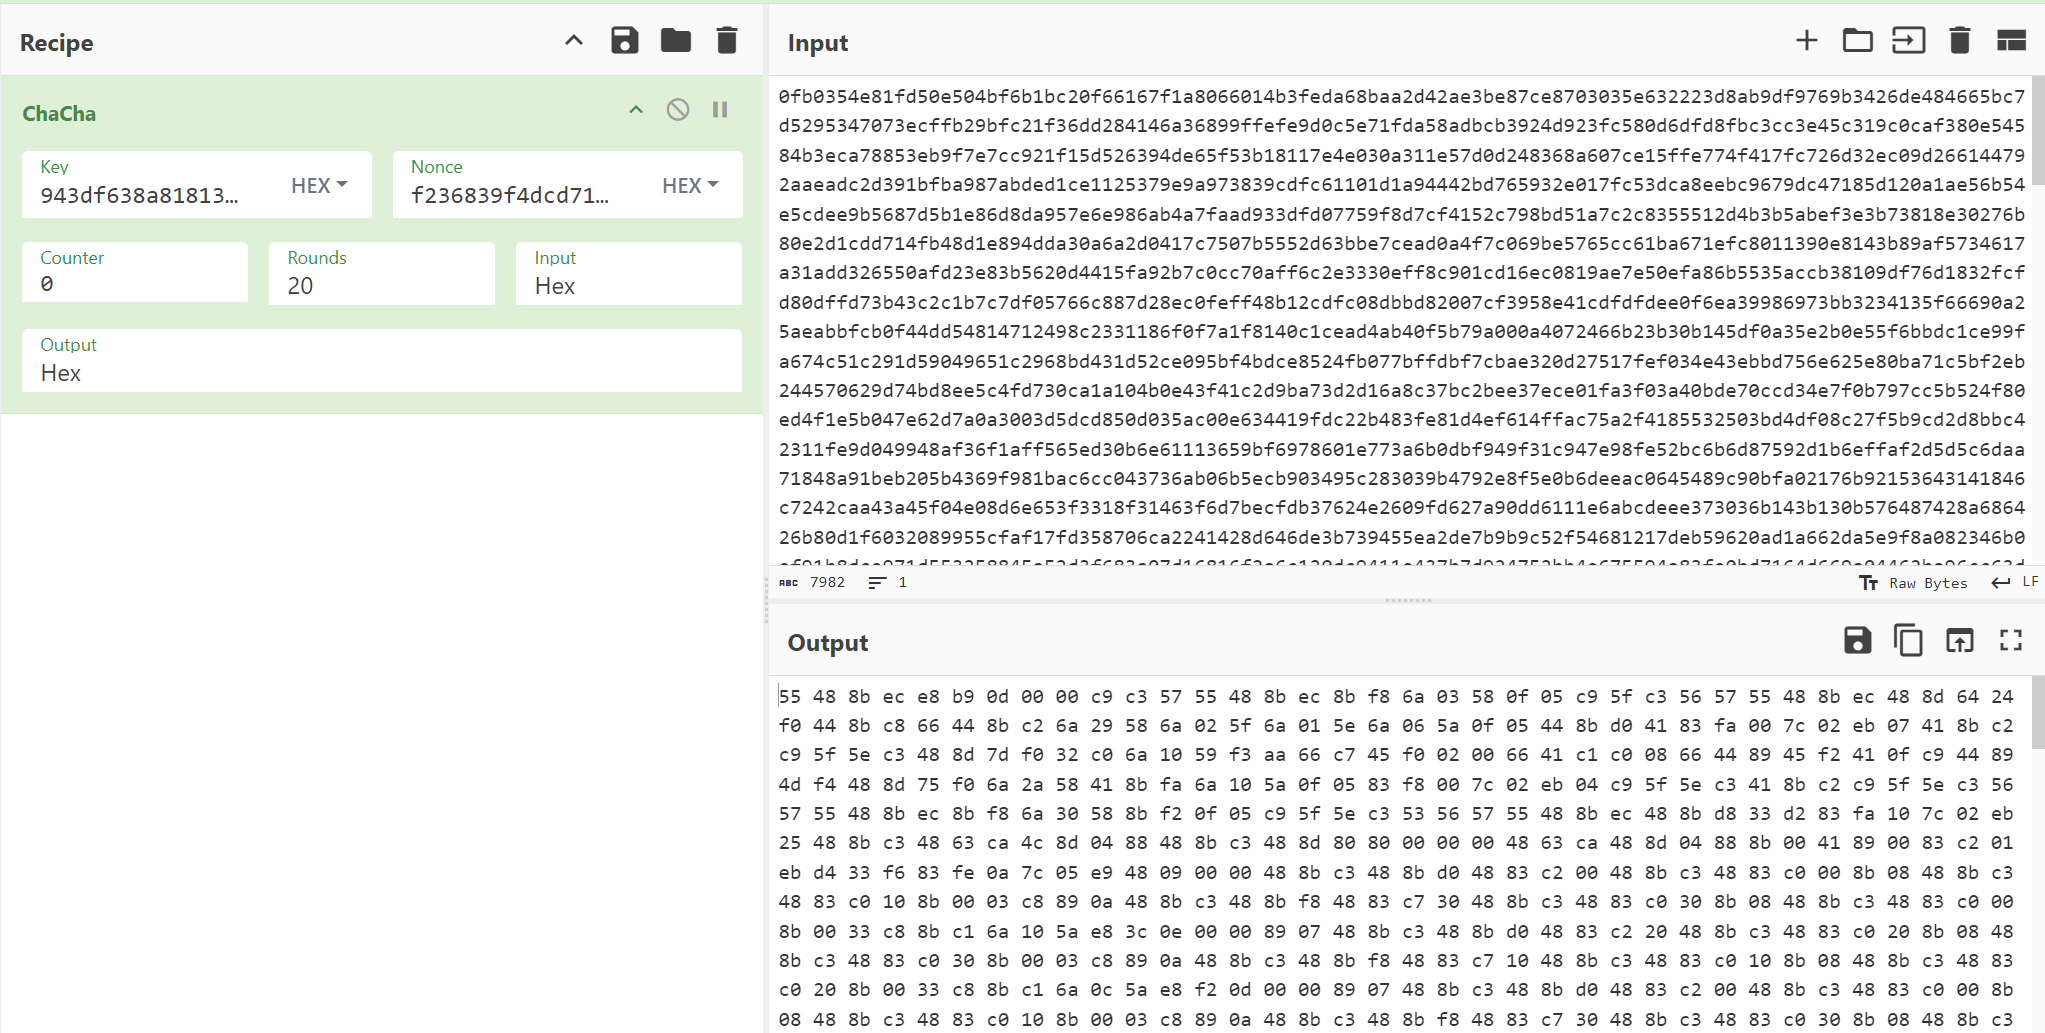 Recipe
ChaCha
Key
943df638a81813…
HEX
Nonce
f236839f4dcd71…
HEX
Counter
0
Rounds
20
Input
Hex
Output
Hex
Input
0fb0354e81fd50e504bf6b1bc20f66167f1a8066014b3feda68baa2d42ae3be87ce8703035e632223d8ab9df9769b3426de484665bc7
d5295347073ecffb29bfc21f36dd284146a36899ffefe9d0c5e71fda58adbcb3924d923fc580d6dfd8fbc3cc3e45c319c0caf380e545
84b3eca78853eb9f7e7cc921f15d526394de65f53b18117e4e030a311e57d0d248368a607ce15ffe774f417fc726d32ec09d26614479
2aaeadc2d391bfba987abded1ce1125379e9a973839cdfc61101d1a94442bd765932e017fc53dca8eebc9679dc47185d120a1ae56b54
e5cdee9b5687d5b1e86d8da957e6e986ab4a7faad933dfd07759f8d7cf4152c798bd51a7c2c8355512d4b3b5abef3e3b73818e30276b
80e2d1cdd714fb48d1e894dda30a6a2d0417c7507b5552d63bbe7cead0a4f7c069be5765cc61ba671efc8011390e8143b89af5734617
a31add326550afd23e83b5620d4415fa92b7c0cc70aff6c2e3330eff8c901cd16ec0819ae7e50efa86b5535accb38109df76d1832fcf
d80dffd73b43c2c1b7c7df05766c887d28ec0feff48b12cdfc08dbbd82007cf3958e41cdfdfdee0f6ea39986973bb3234135f66690a2
5aeabbfcb0f44dd54814712498c2331186f0f7a1f8140c1cead4ab40f5b79a000a4072466b23b30b145df0a35e2b0e55f6bbdc1ce99f
a674c51c291d59049651c2968bd431d52ce095bf4bdce8524fb077bffdbf7cbae320d27517fef034e43ebbd756e625e80ba71c5bf2eb
244570629d74bd8ee5c4fd730ca1a104b0e43f41c2d9ba73d2d16a8c37bc2bee37ece01fa3f03a40bde70ccd34e7f0b797cc5b524f80
ed4f1e5b047e62d7a0a3003d5dcd850d035ac00e634419fdc22b483fe81d4ef614ffac75a2f4185532503bd4df08c27f5b9cd2d8bbc4
2311fe9d049948af36f1aff565ed30b6e61113659bf6978601e773a6b0dbf949f31c947e98fe52bc6b6d87592d1b6effaf2d5d5c6daa
71848a91beb205b4369f981bac6cc043736ab06b5ecb903495c283039b4792e8f5e0b6deeac0645489c90bfa02176b92153643141846
c7242caa43a45f04e08d6e653f3318f31463f6d7becfdb37624e2609fd627a90dd6111e6abcdeee373036b143b130b576487428a6864
26b80d1f6032089955cfaf17fd358706ca2241428d646de3b739455ea2de7b9b9c52f54681217deb59620ad1a662da5e9f8a082346b0
ABC 7982
1
Tт Raw Bytes
LF
Output
55 48 8b ec e8 b9 0d 00 00 c9 c3 57 55 48 8b ec 8b f8 6a 03 58 0f 05 c9 5f c3 56 57 55 48 8b ec 48 8d 64 24
f0 44 8b c8 66 44 8b c2 6a 29 58 6a 02 5f 6a 01 5e 6a 06 5a 0f 05 44 8b d0 41 83 fa 00 7c 02 eb 07 41 8b c2
c9 5f 5e c3 48 8d 7d f0 32 c0 6a 10 59 f3 aa 66 c7 45 f0 02 00 66 41 c1 c0 08 66 44 89 45 f2 41 0f c9 44 89
4d f4 48 8d 75 f0 6a 2a 58 41 8b fa 6a 10 5a 0f 05 83 f8 00 7c 02 eb 04 c9 5f 5e c3 41 8b c2 c9 5f 5e c3 56
57 55 48 8b ec 8b f8 6a 30 58 8b f2 0f 05 c9 5f 5e c3 53 56 57 55 48 8b ec 48 8b d8 33 d2 83 fa 10 7c 02 eb
25 48 8b c3 48 63 ca 4c 8d 04 88 48 8b c3 48 8d 80 80 00 00 00 48 63 ca 48 8d 04 88 8b 00 41 89 00 83 c2 01
eb d4 33 f6 83 fe 0a 7c 05 e9 48 09 00 00 48 8b c3 48 8b d0 48 83 c2 00 48 8b c3 48 83 c0 00 8b 08 48 8b c3
48 83 c0 10 8b 00 03 c8 89 0a 48 8b c3 48 8b f8 48 83 c7 30 48 8b c3 48 83 c0 30 8b 08 48 8b c3 48 83 c0 00
8b 00 33 c8 8b c1 6a 10 5a e8 3c 0e 00 00 89 07 48 8b c3 48 8b d0 48 83 c2 20 48 8b c3 48 83 c0 20 8b 08 48
8b c3 48 83 c0 30 8b 00 03 c8 89 0a 48 8b c3 48 8b f8 48 83 c7 10 48 8b c3 48 83 c0 10 8b 08 48 8b c3 48 83
c0 20 8b 00 33 c8 8b c1 6a 0c 5a e8 f2 0d 00 00 89 07 48 8b c3 48 8b d0 48 83 c2 00 48 8b c3 48 83 c0 00 8b
08 48 8b c3 48 83 c0 10 8b 00 03 c8 89 0a 48 8b c3 48 8b f8 48 83 c7 30 48 8b c3 48 83 c0 30 8b 08 48 8b c3